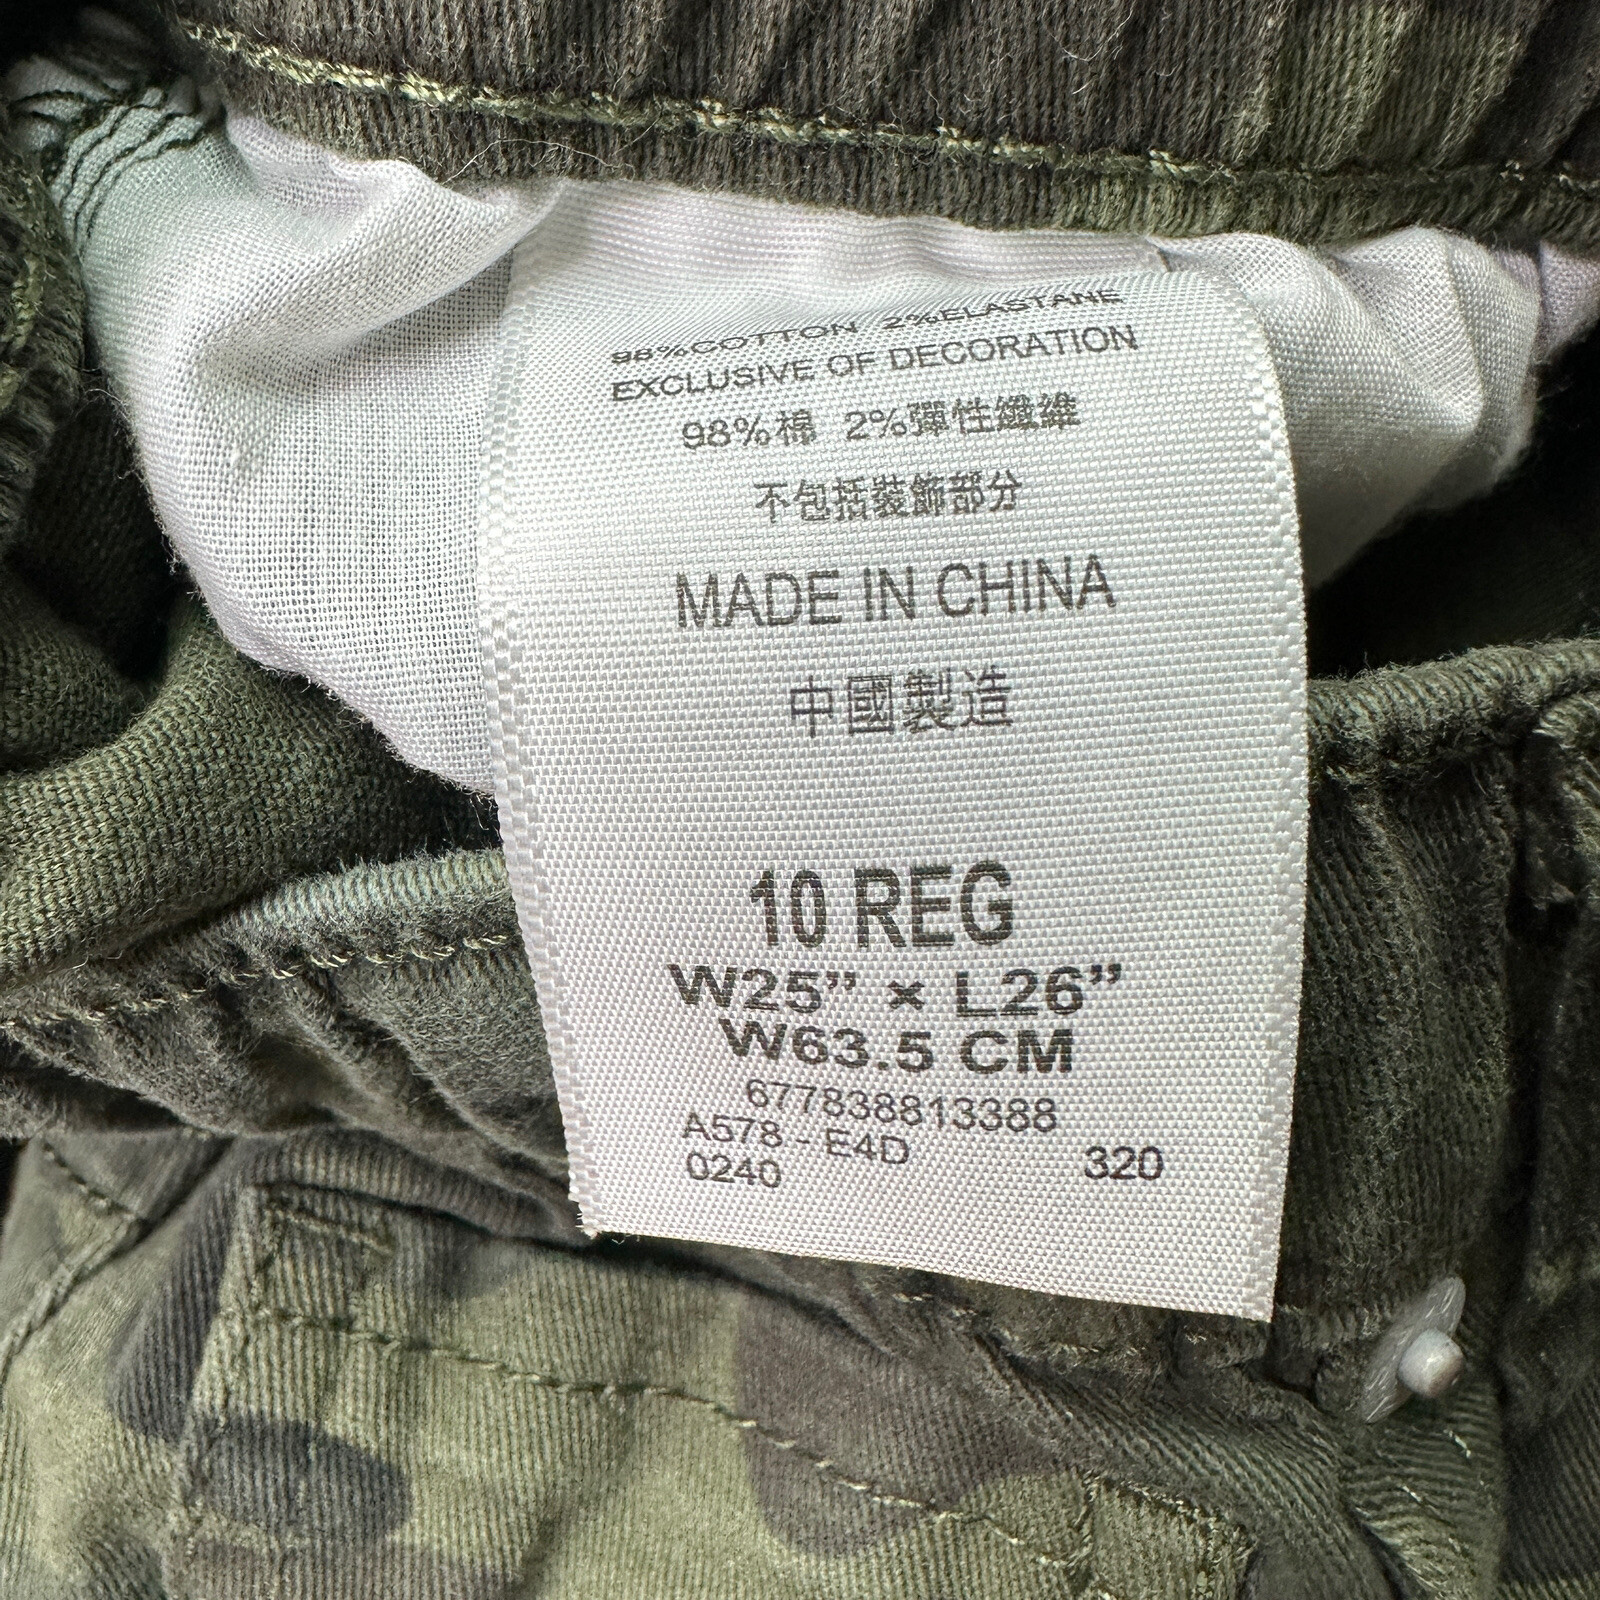 98%COTTON 2%ELASTANE
EXCLUSIVE OF DECORATION
98%棉 2%彈性纖維
不包括裝飾部分
MADE IN CHINA
中國製造
10 REG
W25” × L26”
W63.5 CM
677838813388
A578 - E4D
0240 320